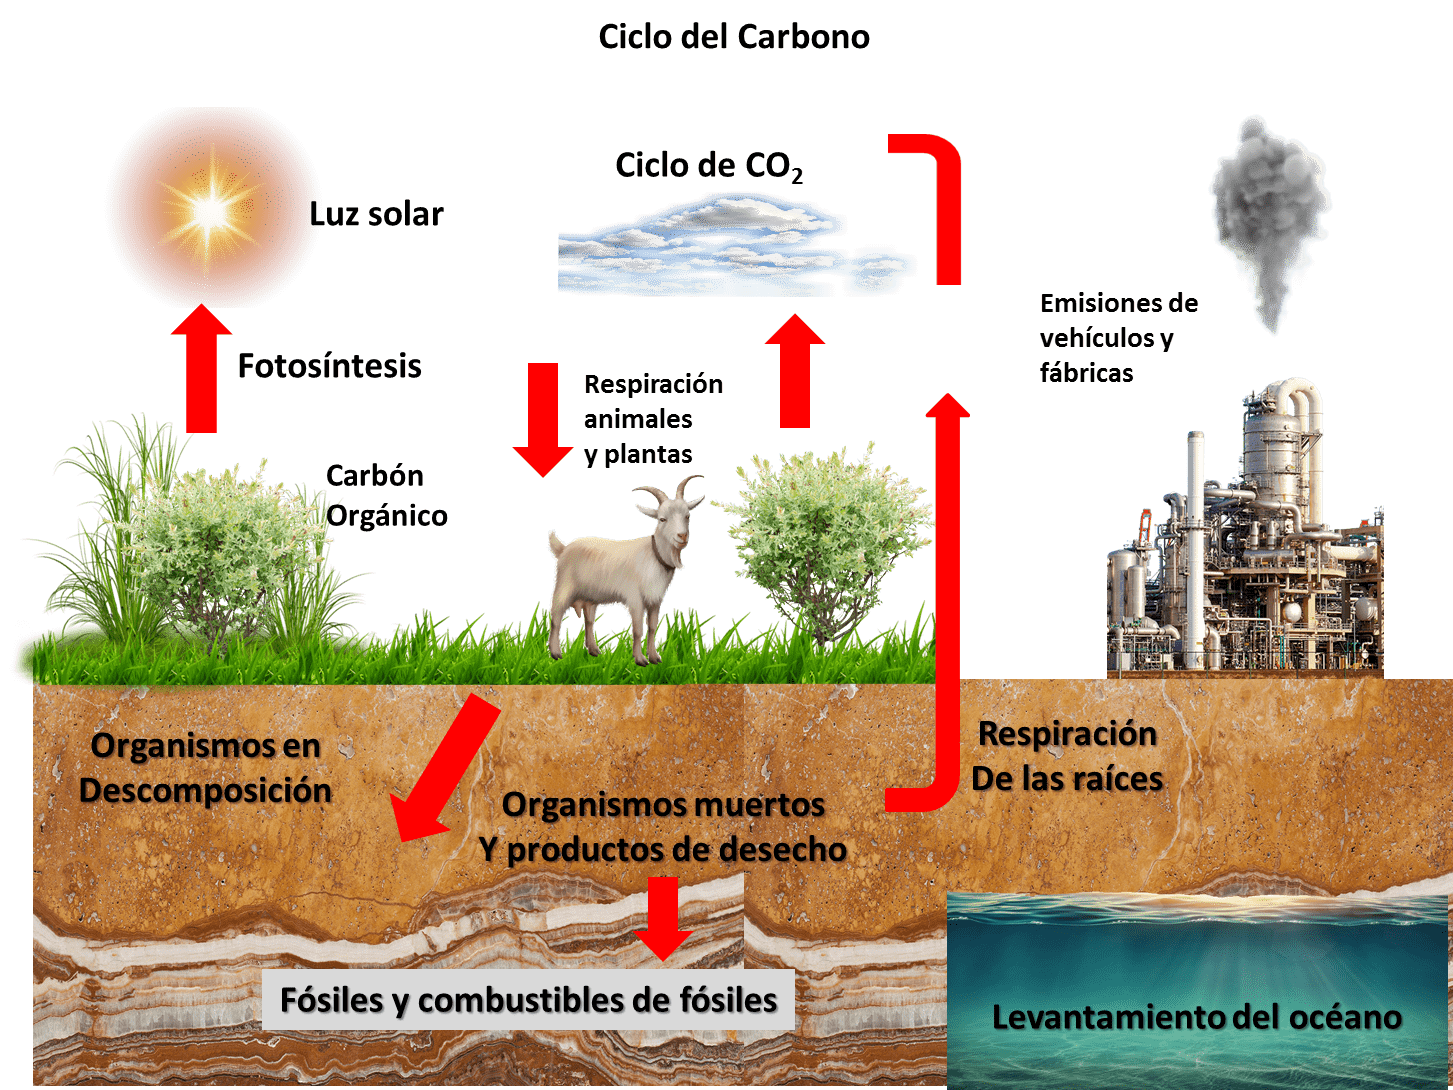 Ciclo del Carbono
Ciclo de CO₂
Luz solar
Emisiones de
vehículos y
fábricas
Fotosíntesis
Respiración
animales
y plantas
Carbón
Orgánico
Organismos en
Descomposición
Respiración
De las raíces
Organismos muertos
Y productos de desecho
Fósiles y combustibles de fósiles
Levantamiento del océano